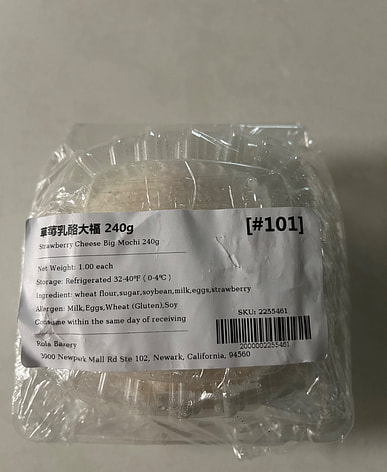 草莓乳酪大福 240g
[#101]
Strawberry Cheese Big Mochi 240g
Net Weight: 1.00 each
Storage: Refrigerated 32-40℉ ( 0-4℃)
Ingredient: wheat flour,sugar,soybean,milk,eggs,strawberry
Allergen: Milk,Eggs,Wheat (Gluten),Soy
Consume within the same day of receiving
SKU: 2255461
2000002255461
Rola Bakery
3900 Newpark Mall Rd Ste 102, Newark, California, 94560